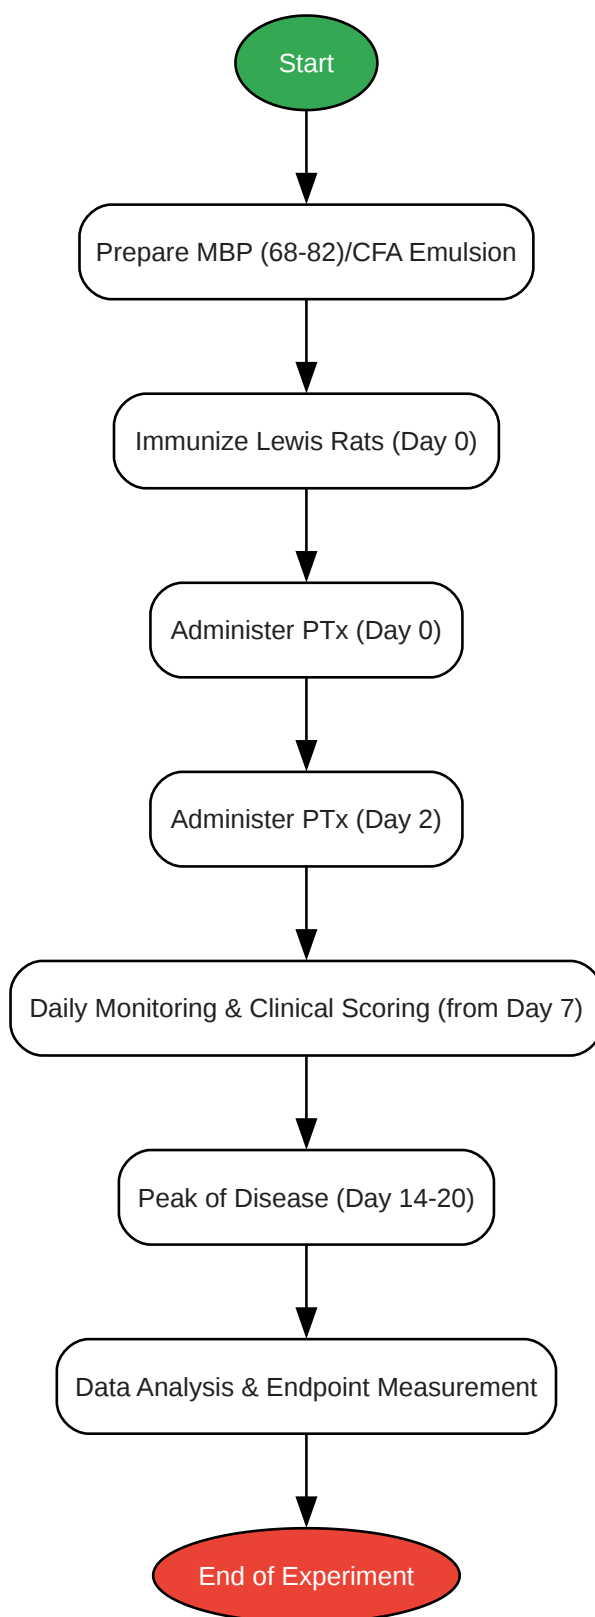 Start
Prepare MBP (68-82)/CFA Emulsion
Immunize Lewis Rats (Day 0)
Administer PTx (Day 0)
Administer PTx (Day 2)
Daily Monitoring & Clinical Scoring (from Day 7)
Peak of Disease (Day 14-20)
Data Analysis & Endpoint Measurement
End of Experiment